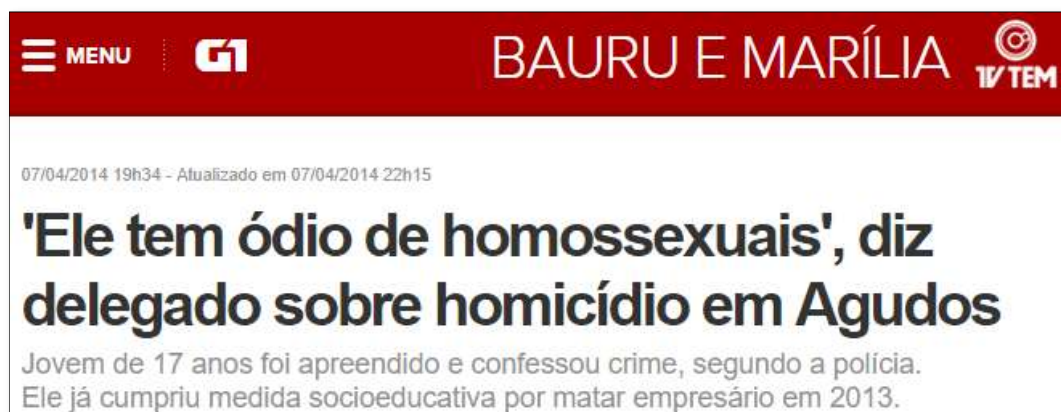 MENU G1 BAURU E MARÍLIA TV TEM
07/04/2014 19h34 - Atualizado em 07/04/2014 22h15
'Ele tem ódio de homossexuais', diz
delegado sobre homicídio em Agudos
Jovem de 17 anos foi apreendido e confessou crime, segundo a polícia.
Ele já cumpriu medida socioeducativa por matar empresário em 2013.